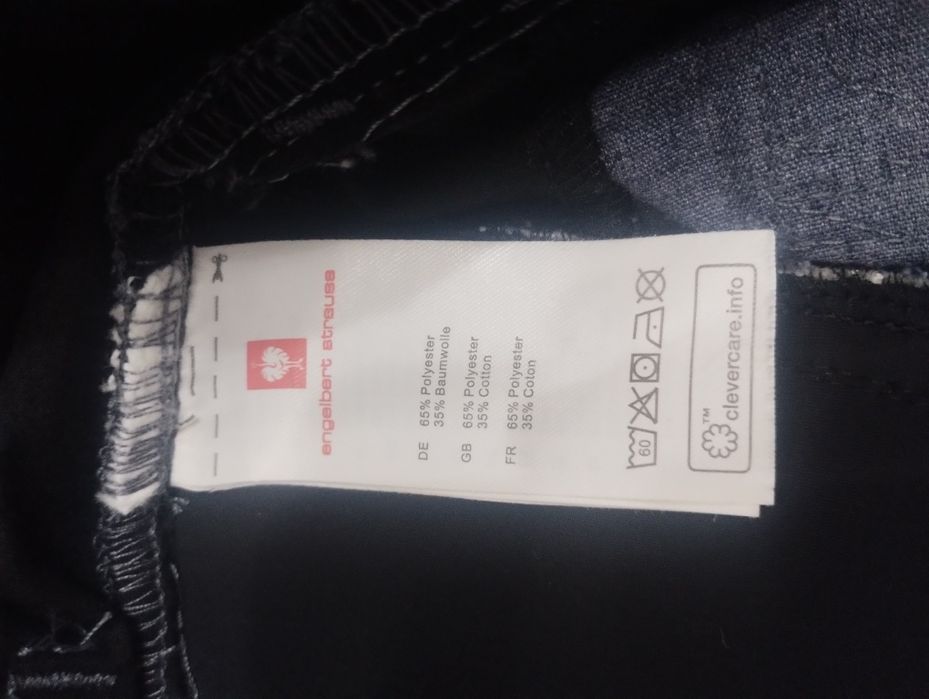 engelbert strauss
DE 65% Polyester
35% Baumwolle
GB 65% Polyester
35% Cotton
FR 65% Polyester
35% Coton
60
™
clevercare.info